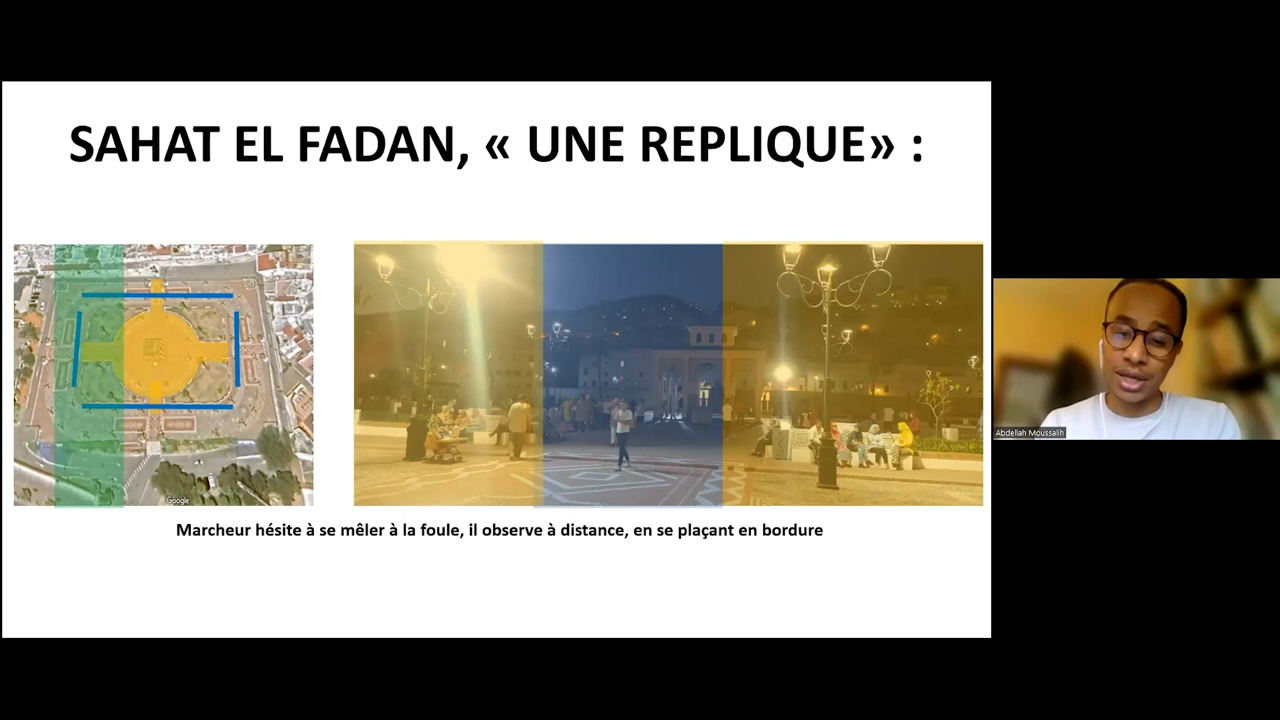 SAHAT EL FADAN, « UNE REPLIQUE» :
Google
Marcheur hésite à se mêler à la foule, il observe à distance, en se plaçant en bordure
Abdellah Moussalih